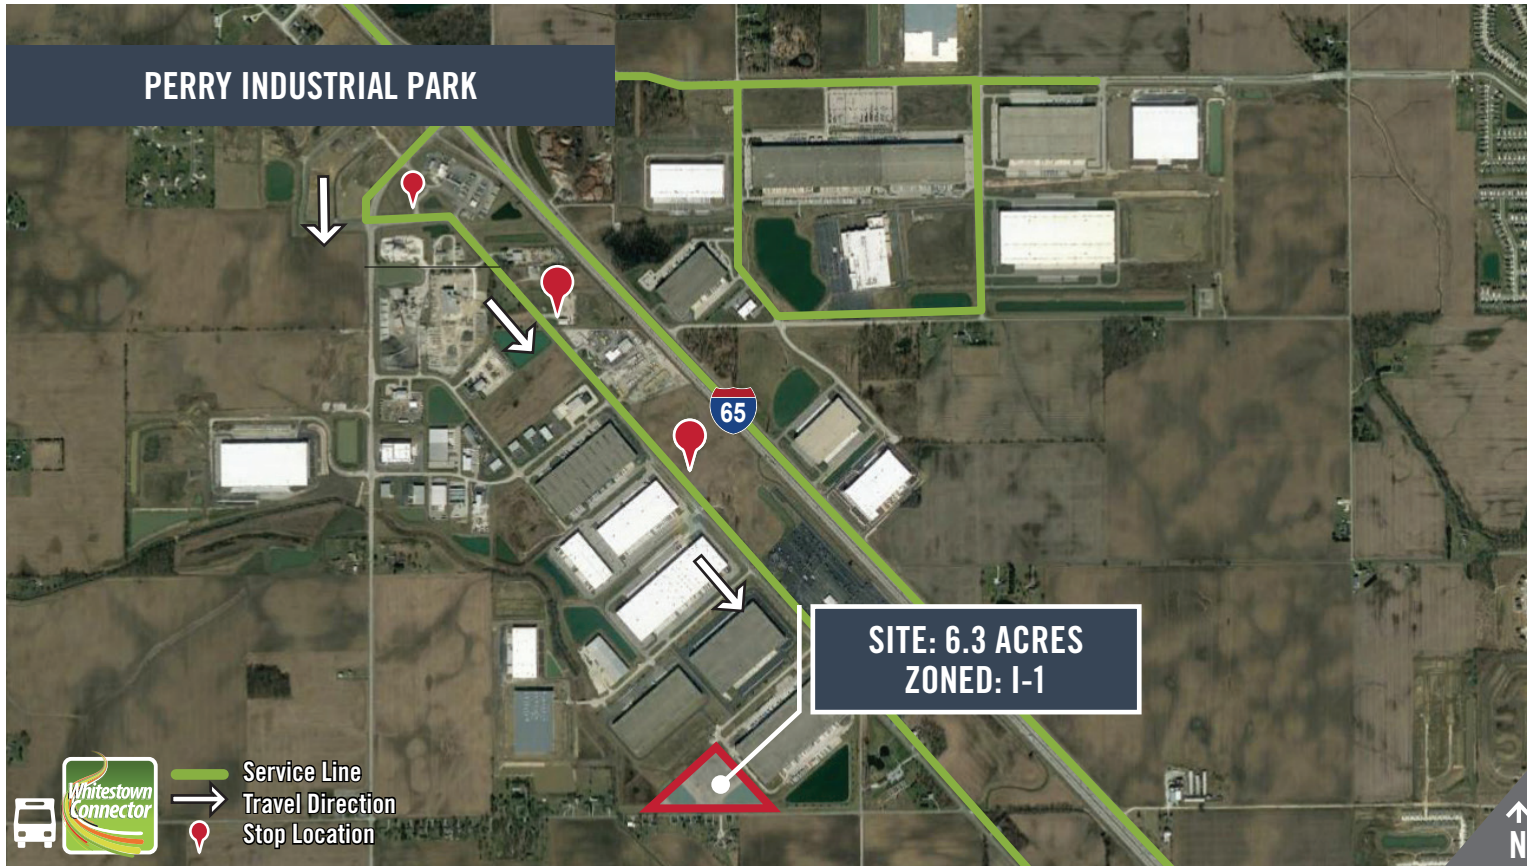 PERRY INDUSTRIAL PARK
65
SITE: 6.3 ACRES
ZONED: I-1
Whitestown
Connector
Service Line
Travel Direction
Stop Location
N